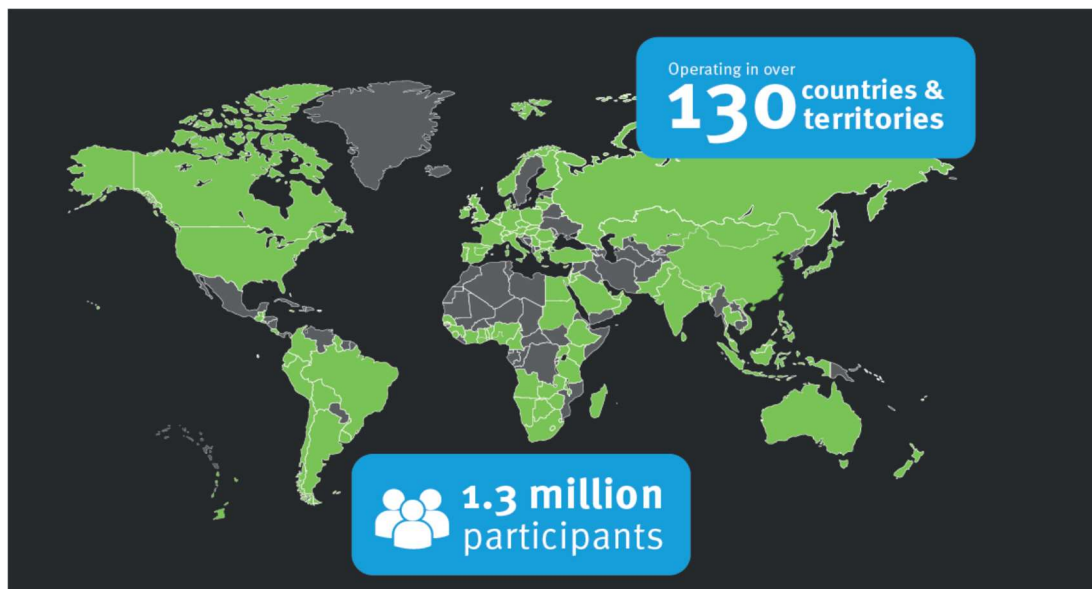 Operating in over
130 countries &
territories
1.3 million
participants